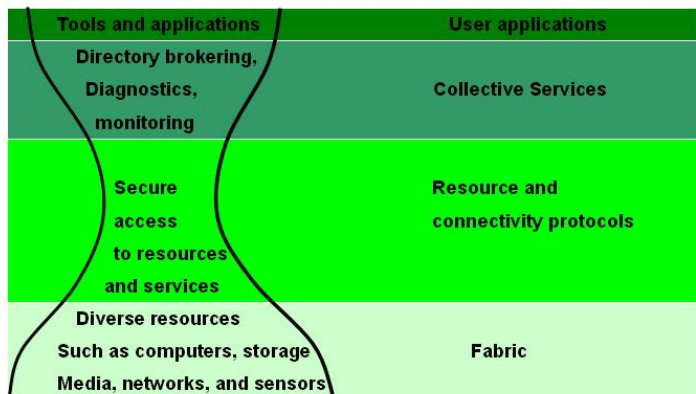 Tools and applications
User applications
Directory brokering,
Diagnostics,
monitoring
Collective Services
Secure
access
to resources
and services
Resource and
connectivity protocols
Diverse resources
Such as computers, storage
Media, networks, and sensors
Fabric